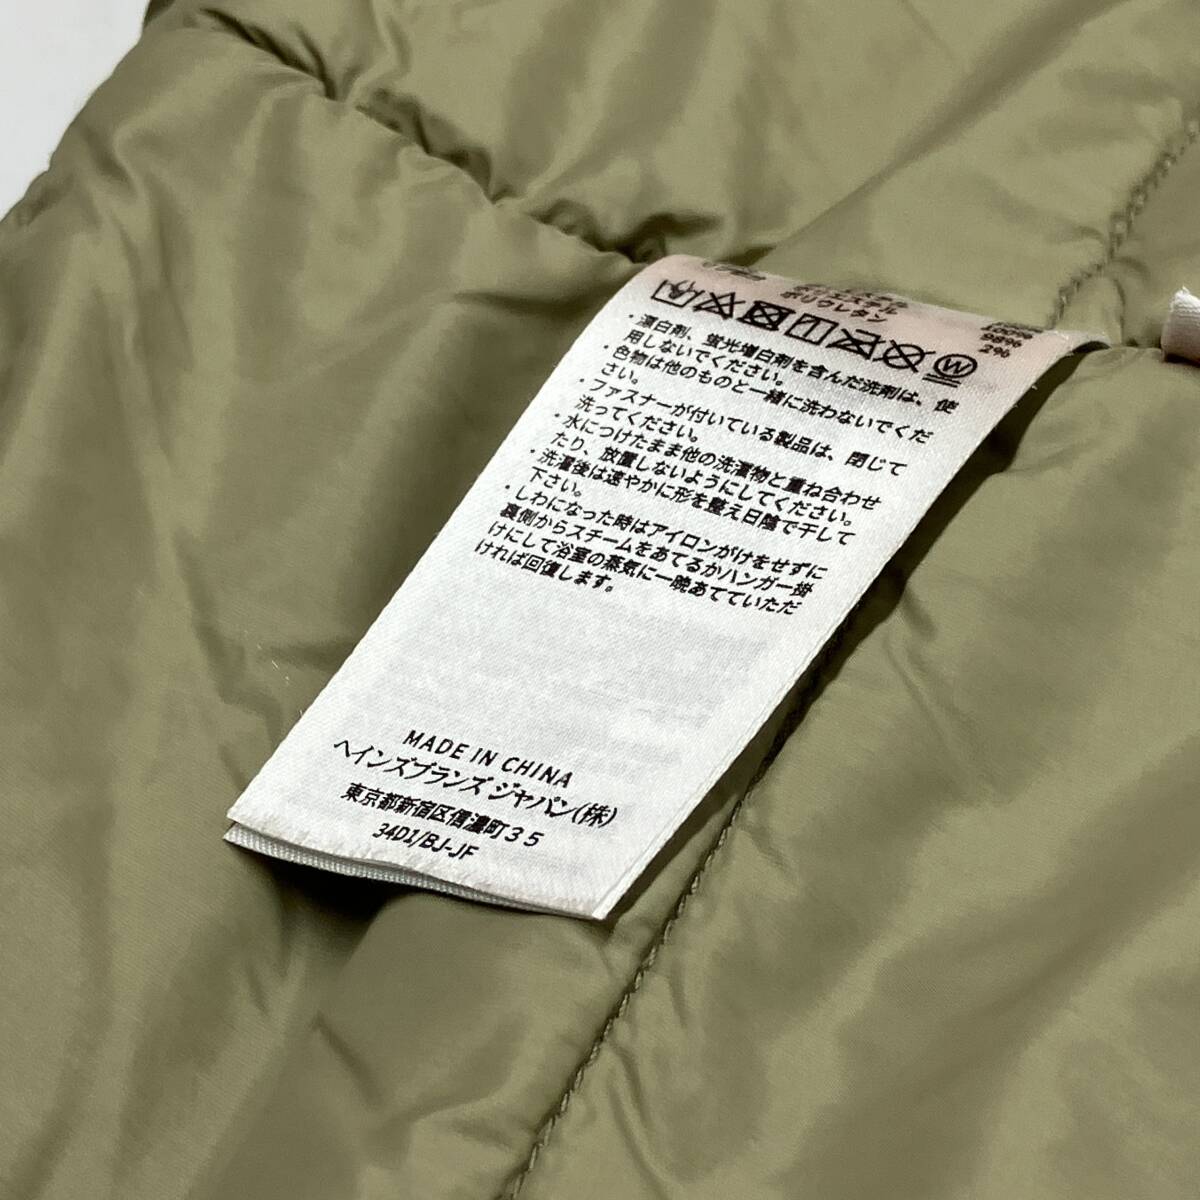 ポリエステル
ポリウレタン
100%
98%
2%
W
・漂白剤、蛍光増白剤を含んだ洗剤は、使
用しないでください。
・色物は他のものと一緒に洗わないでくだ
さい。
・ファスナーが付いている製品は、閉じて
洗ってください。
・水につけたまま他の洗濯物と重ね合わせ
たり、放置しないようにしてください。
・洗濯後は速やかに形を整え日陰で干して
下さい。
・しわになった時はアイロンがけをせずに
裏側からスチームをあてるかハンガー掛
けにして浴室の蒸気に一晩あてていただ
ければ回復します。
MADE IN CHINA
ヘインズブランズ ジャパン(株)
東京都新宿区信濃町35
34D1/BJ-JF